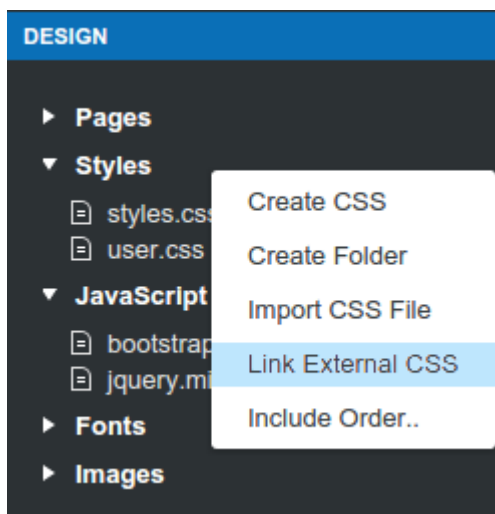 DESIGN
Pages
Styles
styles.css
user.css
JavaScript
bootstrap
jquery.mi
Fonts
Images
Create CSS
Create Folder
Import CSS File
Link External CSS
Include Order..